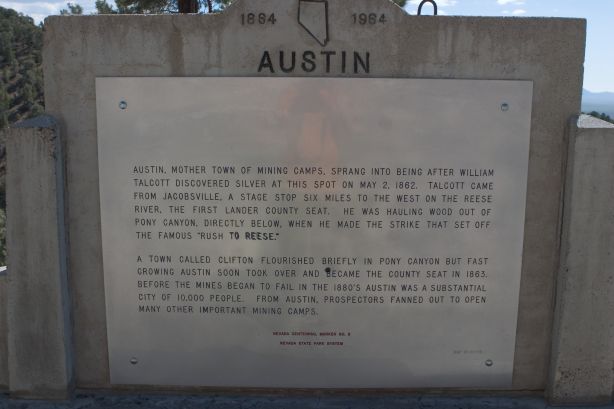 1864 1964
AUSTIN
AUSTIN, MOTHER TOWN OF MINING CAMPS, SPRANG INTO BEING AFTER WILLIAM
TALCOTT DISCOVERED SILVER AT THIS SPOT ON MAY 2, 1862. TALCOTT CAME
FROM JACOBSVILLE, A STAGE STOP SIX MILES TO THE WEST ON THE REESE
RIVER, THE FIRST LANDER COUNTY SEAT. HE WAS HAULING WOOD OUT OF
PONY CANYON, DIRECTLY BELOW, WHEN HE MADE THE STRIKE THAT SET OFF
THE FAMOUS "RUSH TO REESE."
A TOWN CALLED CLIFTON FLOURISHED BRIEFLY IN PONY CANYON BUT FAST
GROWING AUSTIN SOON TOOK OVER AND BECAME THE COUNTY SEAT IN 1863.
BEFORE THE MINES BEGAN TO FAIL IN THE 1880'S AUSTIN WAS A SUBSTANTIAL
CITY OF 10,000 PEOPLE. FROM AUSTIN, PROSPECTORS FANNED OUT TO OPEN
MANY OTHER IMPORTANT MINING CAMPS.
NEVADA CENTENNIAL MARKER NO. 8
NEVADA STATE PARK SYSTEM